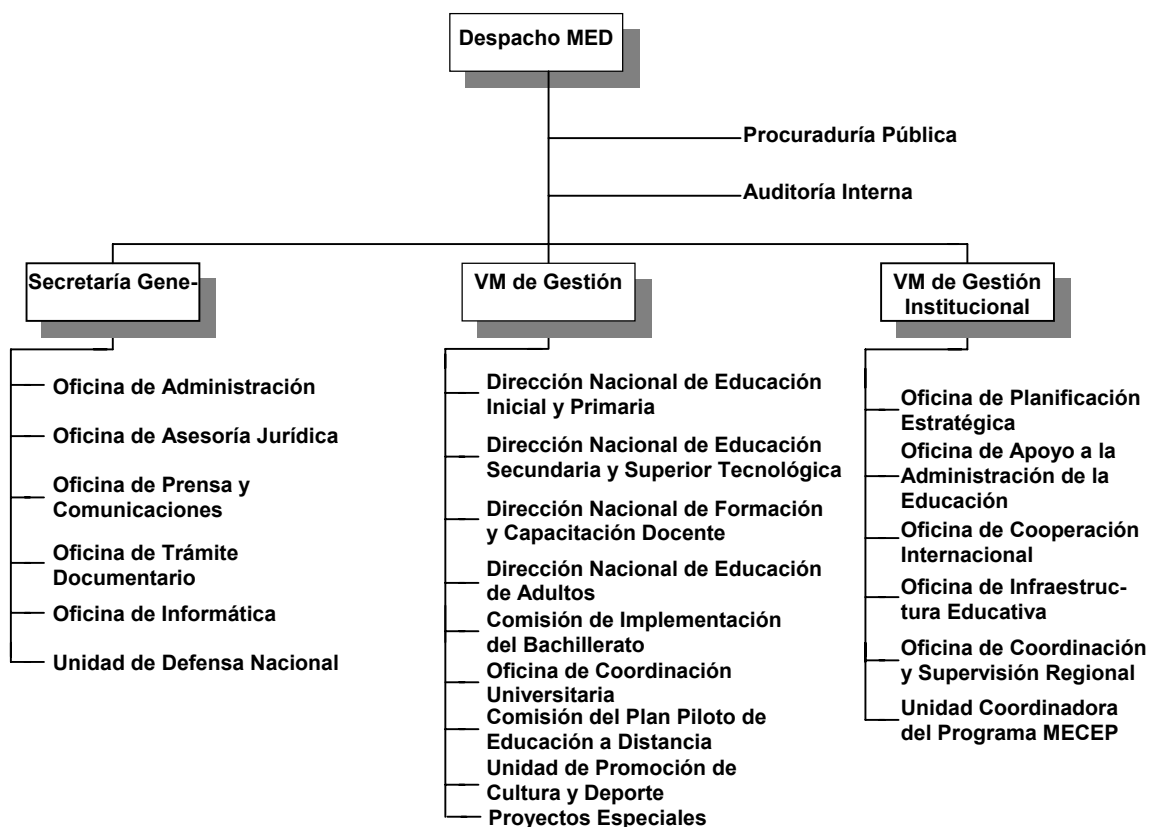 Despacho MED
Procuraduría Pública
Auditoría Interna
Secretaría Gene-
Oficina de Administración
Oficina de Asesoría Jurídica
Oficina de Prensa y
Comunicaciones
Oficina de Trámite
Documentario
Oficina de Informática
Unidad de Defensa Nacional
VM de Gestión
Dirección Nacional de Educación
Inicial y Primaria
Dirección Nacional de Educación
Secundaria y Superior Tecnológica
Dirección Nacional de Formación
y Capacitación Docente
Dirección Nacional de Educación
de Adultos
Comisión de Implementación
del Bachillerato
Oficina de Coordinación
Universitaria
Comisión del Plan Piloto de
Educación a Distancia
Unidad de Promoción de
Cultura y Deporte
Proyectos Especiales
VM de Gestión
Institucional
Oficina de Planificación
Estratégica
Oficina de Apoyo a la
Administración de la
Educación
Oficina de Cooperación
Internacional
Oficina de Infraestruc-
tura Educativa
Oficina de Coordinación
y Supervisión Regional
Unidad Coordinadora
del Programa MECEP